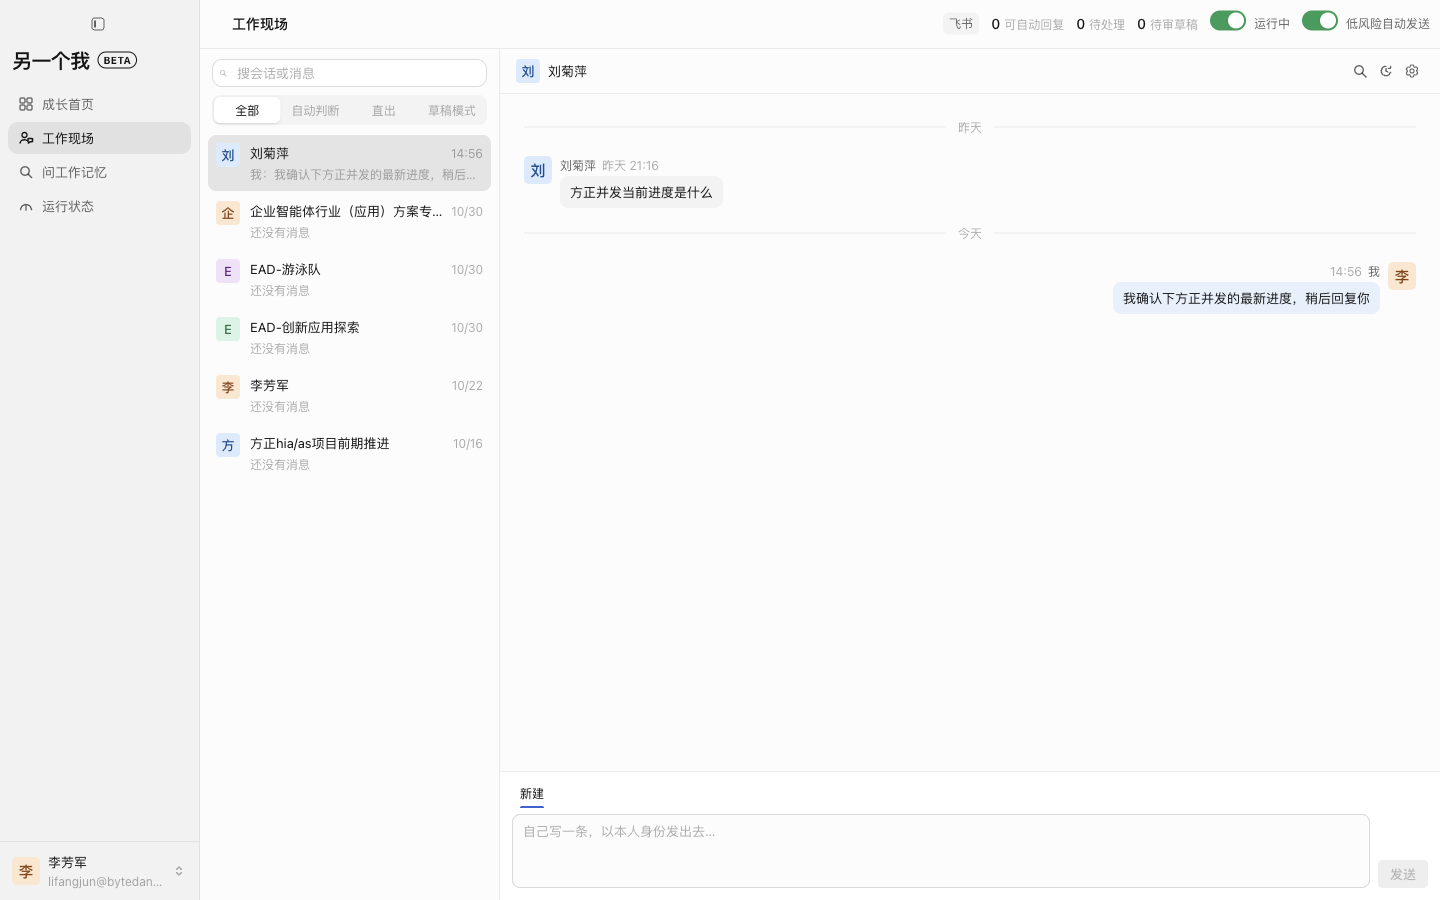 另一个我 BETA
成长首页
工作现场
问工作记忆
运行状态
李
李芳军
lifangjun@bytedan...
工作现场
飞书 0 可自动回复 0 待处理 0 待审草稿 运行中 低风险自动发送
搜会话或消息
全部 自动判断 直出 草稿模式
刘 刘菊萍 14:56
我：我确认下方正并发的最新进度，稍后...
企 企业智能体行业（应用）方案专... 10/30
还没有消息
E EAD-游泳队 10/30
还没有消息
E EAD-创新应用探索 10/30
还没有消息
李 李芳军 10/22
还没有消息
方 方正hia/as项目前期推进 10/16
还没有消息
刘 刘菊萍
昨天
刘 刘菊萍 昨天 21:16
方正并发当前进度是什么
今天
14:56 我 李
我确认下方正并发的最新进度，稍后回复你
新建
自己写一条，以本人身份发出去...
发送